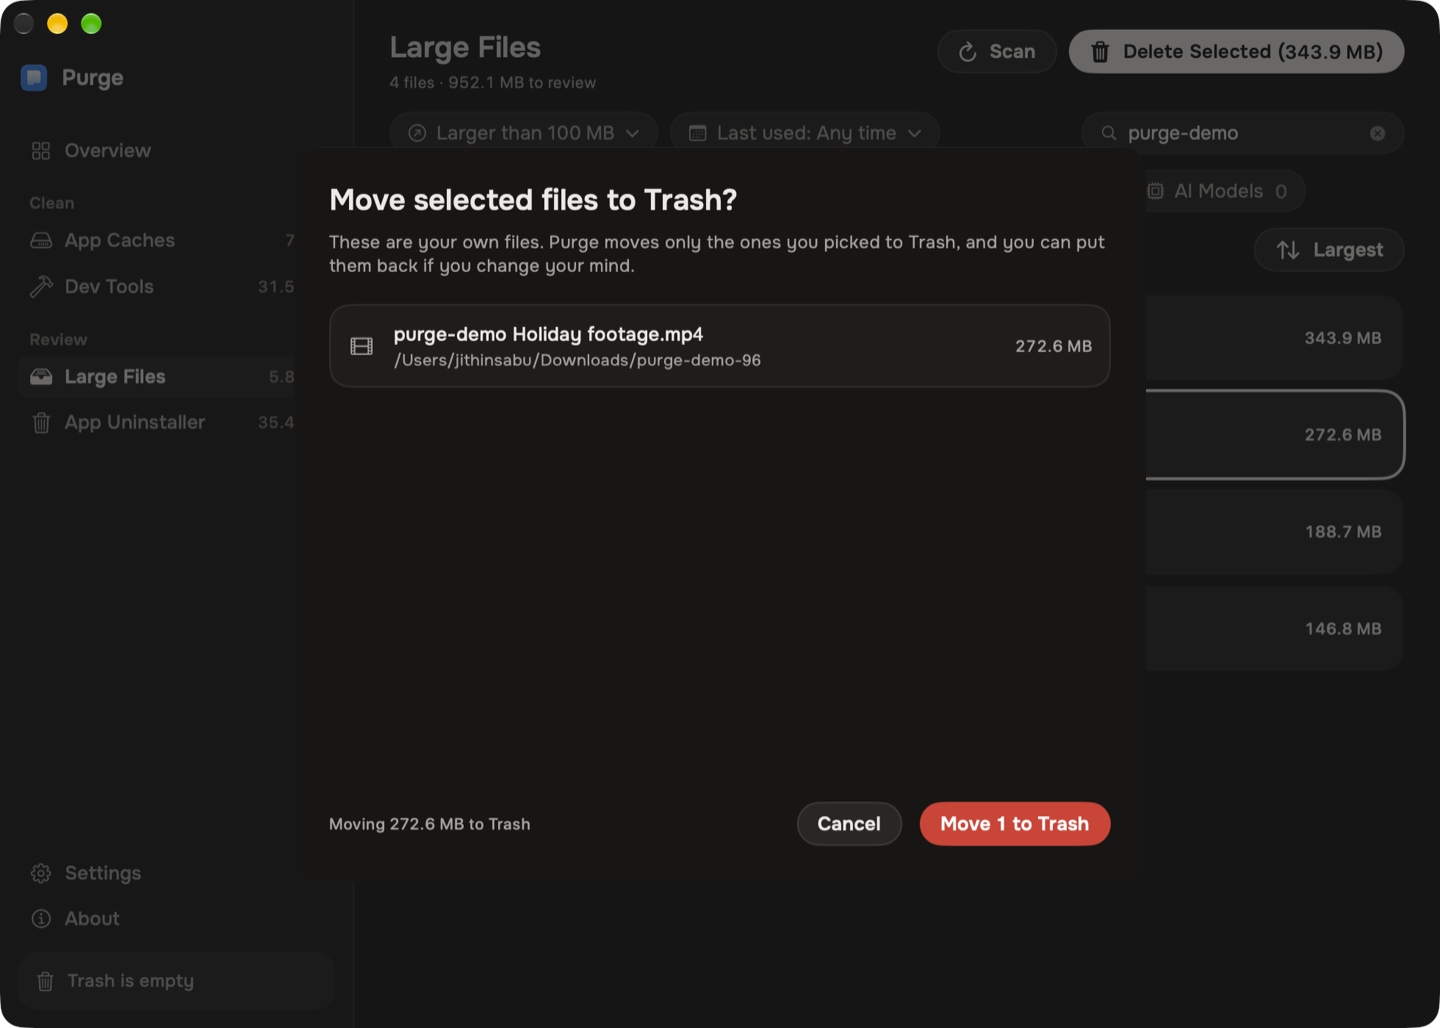 Purge
Overview
Clean
App Caches 7
Dev Tools 31.5
Review
Large Files 5.8
App Uninstaller 35.4
Settings
About
Trash is empty
Large Files
4 files · 952.1 MB to review
Scan
Delete Selected (343.9 MB)
Larger than 100 MB
Last used: Any time
purge-demo
AI Models 0
Largest
343.9 MB
272.6 MB
188.7 MB
146.8 MB
Move selected files to Trash?
These are your own files. Purge moves only the ones you picked to Trash, and you can put
them back if you change your mind.
purge-demo Holiday footage.mp4
/Users/jithinsabu/Downloads/purge-demo-96
272.6 MB
Moving 272.6 MB to Trash
Cancel
Move 1 to Trash